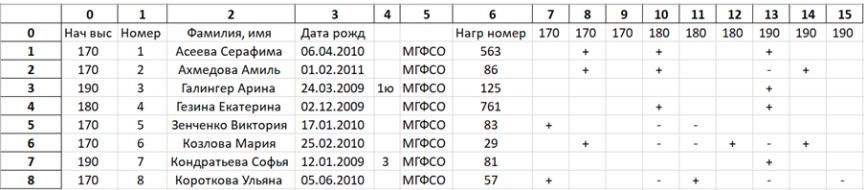 0 1 2 3 4 5 6 7 8 9 10 11 12 13 14 15
0 Нач выс Номер Фамилия, имя Дата рожд Нагр номер 170 170 170 180 180 180 190 190 190
1 170 1 Асеева Серафима 06.04.2010 МГФСО 563 + + +
2 170 2 Ахмедова Амиль 01.02.2011 МГФСО 86 + + - +
3 190 3 Галингер Арина 24.03.2009 1ю МГФСО 125 +
4 180 4 Гезина Екатерина 02.12.2009 МГФСО 761 + +
5 170 5 Зенченко Виктория 17.01.2010 МГФСО 83 + - -
6 170 6 Козлова Мария 25.02.2010 МГФСО 29 + - - + - +
7 190 7 Кондратьева Софья 12.01.2009 3 МГФСО 81 +
8 170 8 Короткова Ульяна 05.06.2010 МГФСО 57 + - + - -